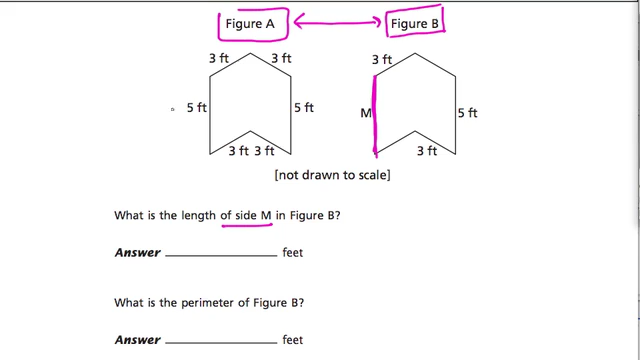 Figure A Figure B
3 ft 3 ft 3 ft
5 ft 5 ft M 5 ft
3 ft 3 ft 3 ft
[not drawn to scale]
What is the length of side M in Figure B?
Answer feet
What is the perimeter of Figure B?
Answer feet